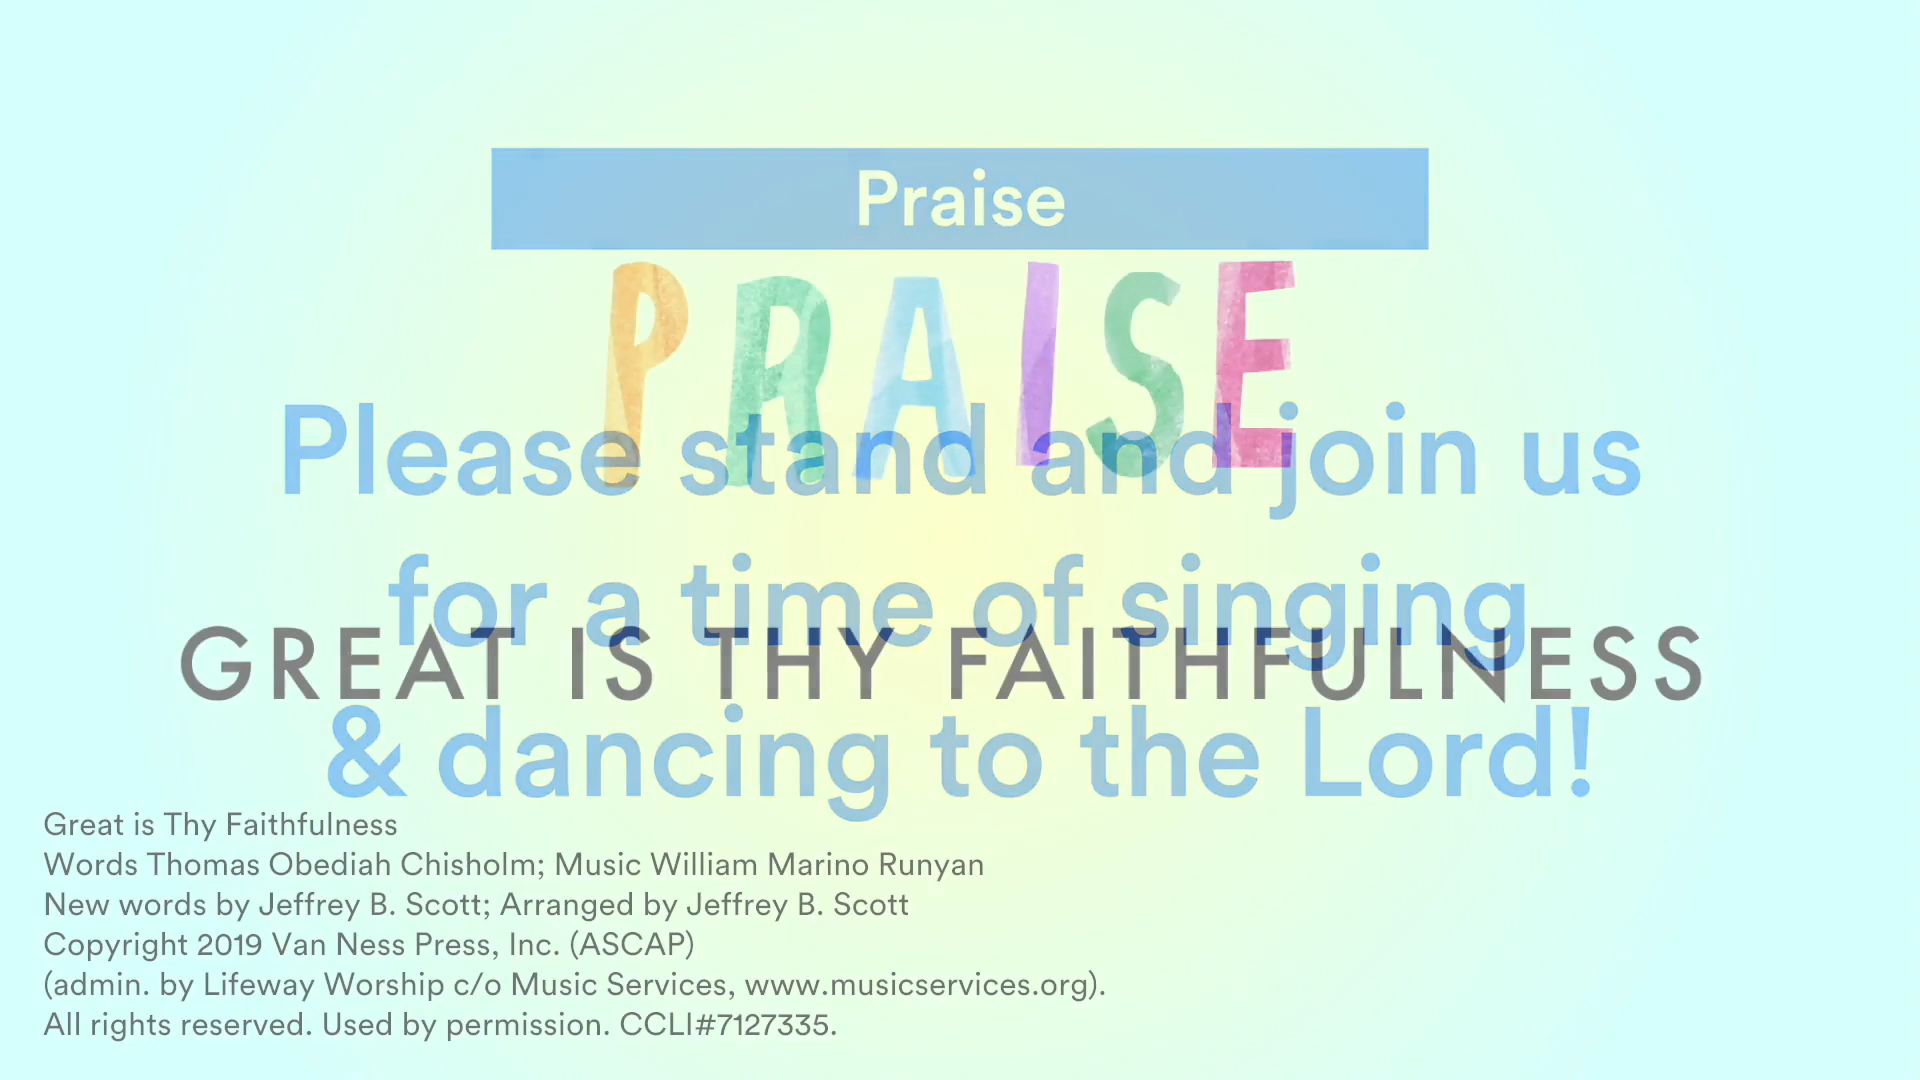 Praise
PRAISE
Please stand and join us
for a time of singing
GREAT IS THY FAITHFULNESS
& dancing to the Lord!
Great is Thy Faithfulness
Words Thomas Obediah Chisholm; Music William Marino Runyan
New words by Jeffrey B. Scott; Arranged by Jeffrey B. Scott
Copyright 2019 Van Ness Press, Inc. (ASCAP)
(admin. by Lifeway Worship c/o Music Services, www.musicservices.org).
All rights reserved. Used by permission. CCLI#7127335.